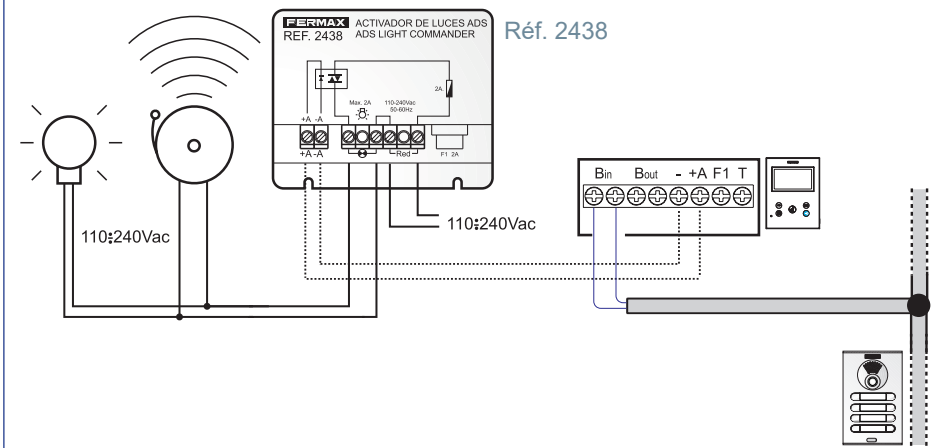 FERMAX ACTIVADOR DE LUCES ADS
REF. 2438 ADS LIGHT COMMANDER
Réf. 2438
2A.
Max. 2A 110-240Vac
50-60Hz
+A -A
+A -A Red F1 2A
Bin Bout - +A F1 T
110÷240Vac
110÷240Vac